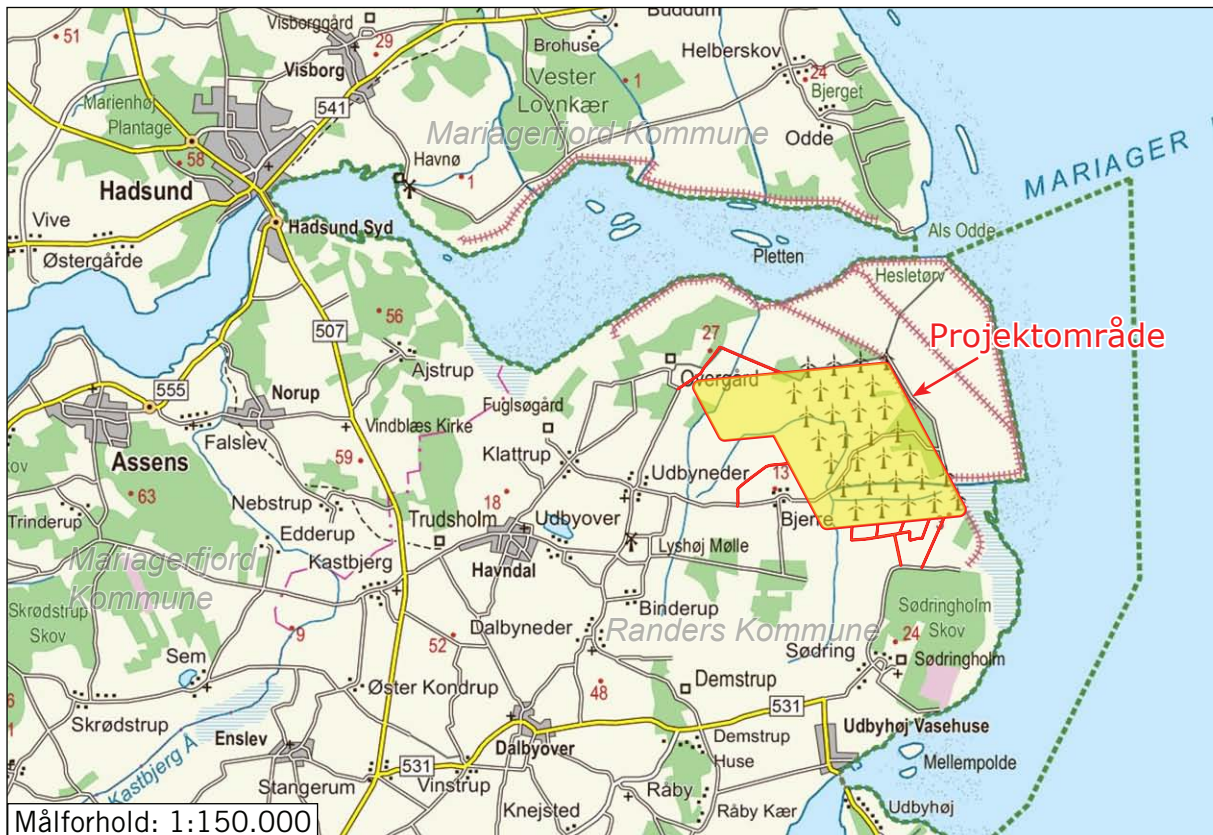 51
Visborggård
29
Visborg
541
Marienhøj
Plantage
58
Hadsund
Vive
Østergårde
Hadsund Syd
Brohuse
Vester
Lovnkær
1
Mariagerfjord Kommune
Havnø
1
Helberskov
24
Bjerget
Odde
MARIAGER
Als Odde
Pletten
Hesletørv
Projektområde
507
56
Ajstrup
27
Overgård
555
Norup
Falslev
Assens
63
Trinderup
Fuglsøgård
Vindblæs Kirke
Klattrup
59
18
Nebstrup
Edderup
Trudsholm
Udbyover
Udbyneder
13
Bjerre
Kastbjerg
Havndal
Lyshøj Mølle
Mariagerfjord
Kommune
Skrødstrup
Skov
9
Binderup
Dalbyneder
52
Randers Kommune
Sødringholm
Skov
24
Sødring
Sødringholm
Sem
Øster Kondrup
48
Demstrup
Skrødstrup
531
Udbyhøj Vasehuse
Enslev
Dalbyover
Demstrup
Huse
Mellempolde
Kastbjerg Å
Stangerum
531
Vinstrup
Råby
Knejsted
Råby Kær
Udbyhøj
Målforhold: 1:150.000